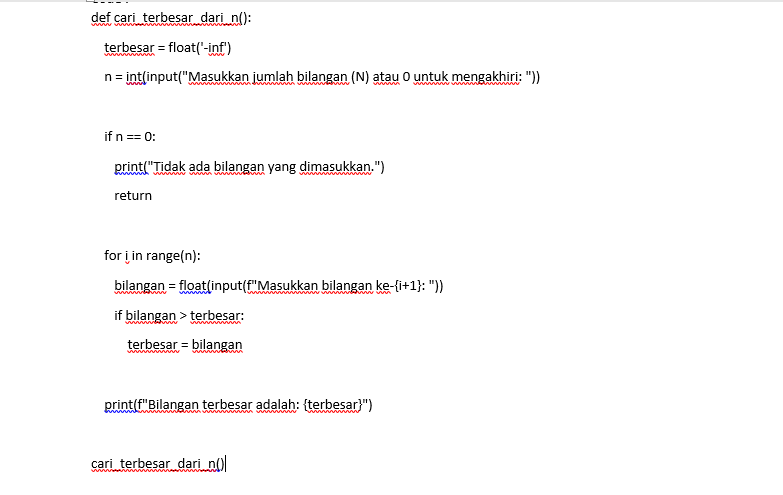 def cari_terbesar_dari_n():
terbesar = float('-inf')
n = int(input("Masukkan jumlah bilangan (N) atau 0 untuk mengakhiri: "))
if n == 0:
print("Tidak ada bilangan yang dimasukkan.")
return
for i in range(n):
bilangan = float(input(f"Masukkan bilangan ke-{i+1}: "))
if bilangan > terbesar:
terbesar = bilangan
print(f"Bilangan terbesar adalah: {terbesar}")
cari_terbesar_dari_n()